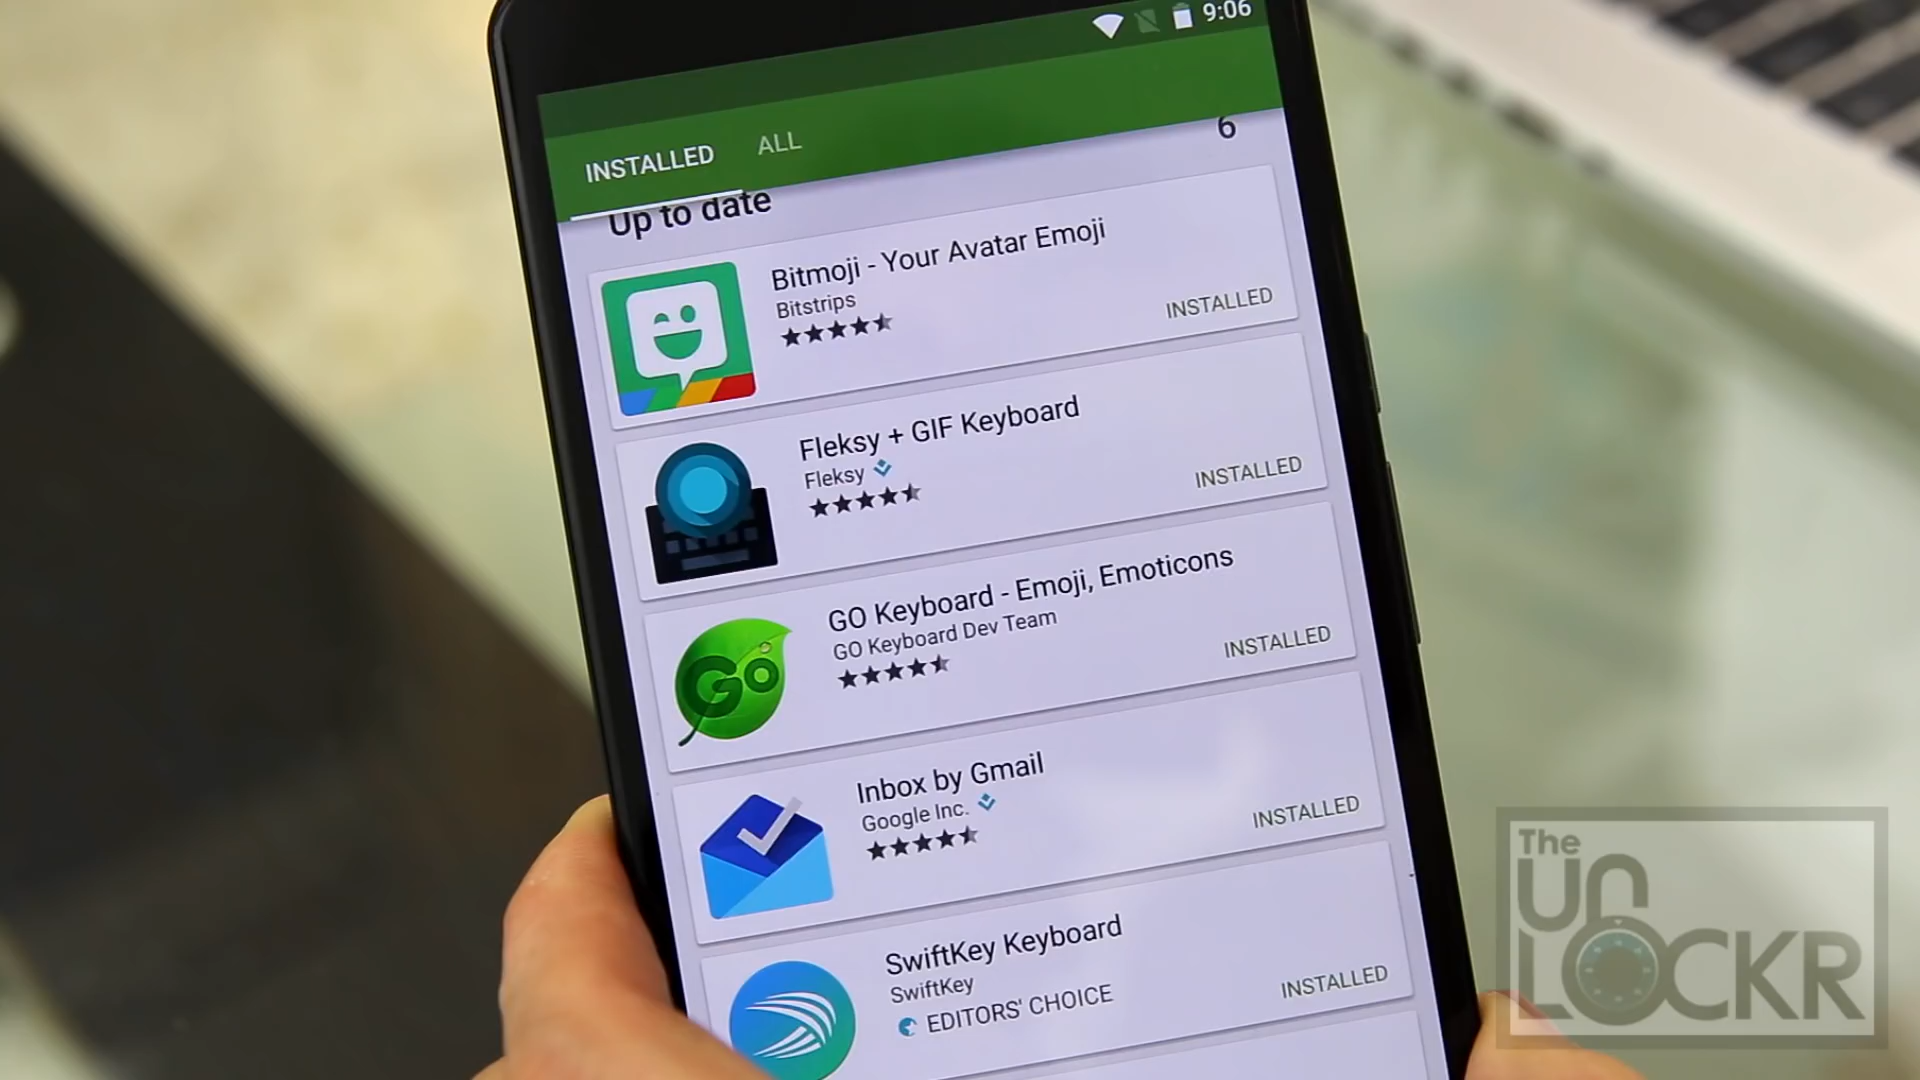 9:06
INSTALLED ALL
Up to date 6
Bitmoji - Your Avatar Emoji
Bitstrips
INSTALLED
Fleksy + GIF Keyboard
Fleksy
INSTALLED
GO Keyboard - Emoji, Emoticons
GO Keyboard Dev Team
INSTALLED
GO
Inbox by Gmail
Google Inc.
INSTALLED
SwiftKey Keyboard
SwiftKey
EDITORS' CHOICE
INSTALLED
The
UN
LOCKR